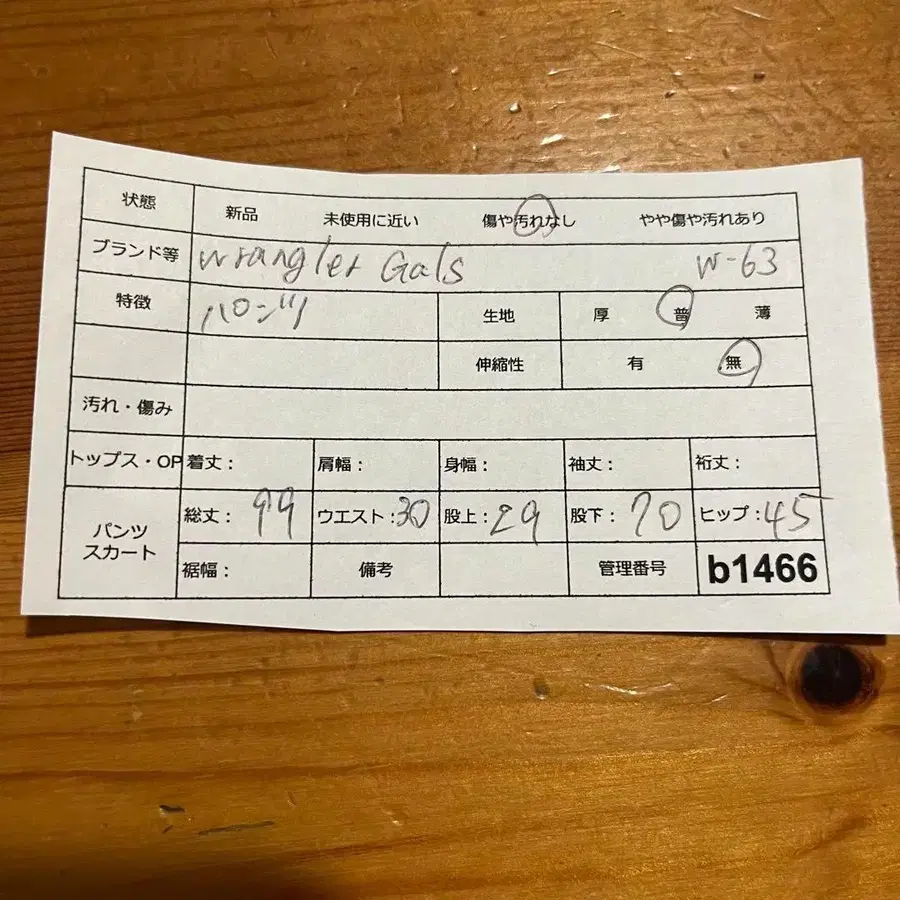 状態 新品 未使用に近い 傷や汚れなし やや傷や汚れあり
ブランド等 Wrangler Gals W-63
特徴 パンツ 生地 厚 普 薄
伸縮性 有 無
汚れ・傷み
トップス・OP 着丈： 肩幅： 身幅： 袖丈： 裄丈：
パンツ
スカート
総丈： 99 ウエスト：30 股上：29 股下：70 ヒップ：45
裾幅： 備考 管理番号 b1466